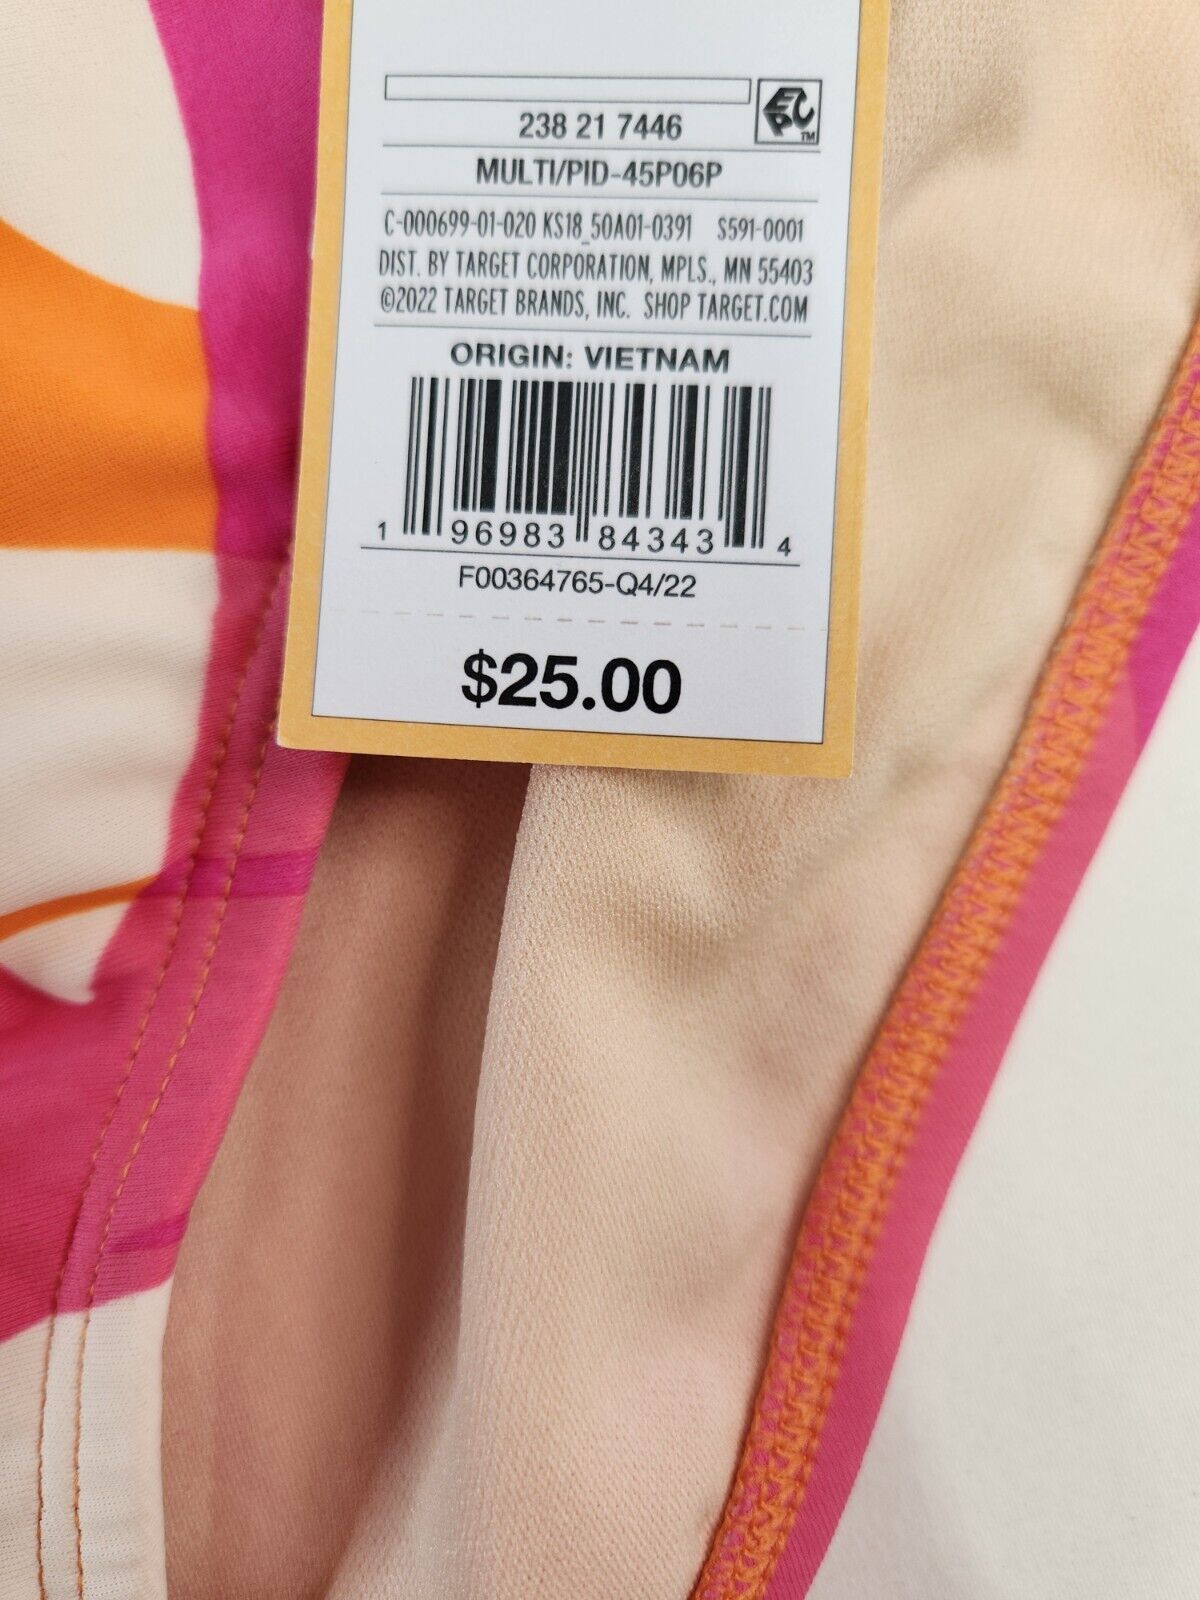 EPC™
238 21 7446
MULTI/PID-45P06P
C-000699-01-020 KS18_50A01-0391 S591-0001
DIST. BY TARGET CORPORATION, MPLS., MN 55403
©2022 TARGET BRANDS, INC. SHOP TARGET.COM
ORIGIN: VIETNAM
1 96983 84343 4
F00364765-Q4/22
$25.00